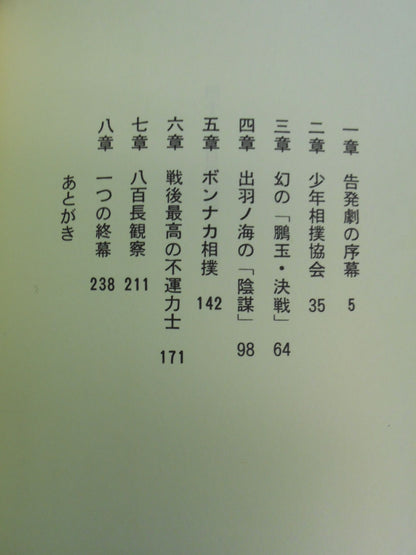 一章　告発劇の序幕　5
二章　少年相撲協会　35
三章　幻の「鵬玉・決戦」　64
四章　出羽ノ海の「陰謀」　98
五章　ボンナカ相撲　142
六章　戦後最高の不運力士　171
七章　八百長観察　211
八章　一つの終幕　238
あとがき